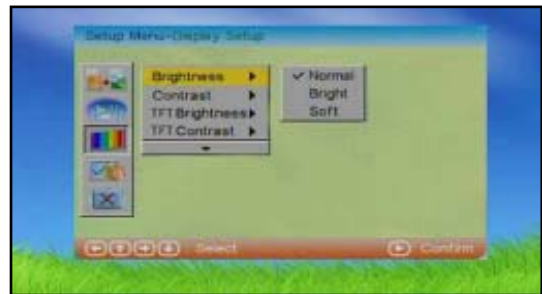 Setup Menu-Display Setup
Brightness
Contrast
TFT Brightness
TFT Contrast
✓ Normal
Bright
Soft
Select
Confirm